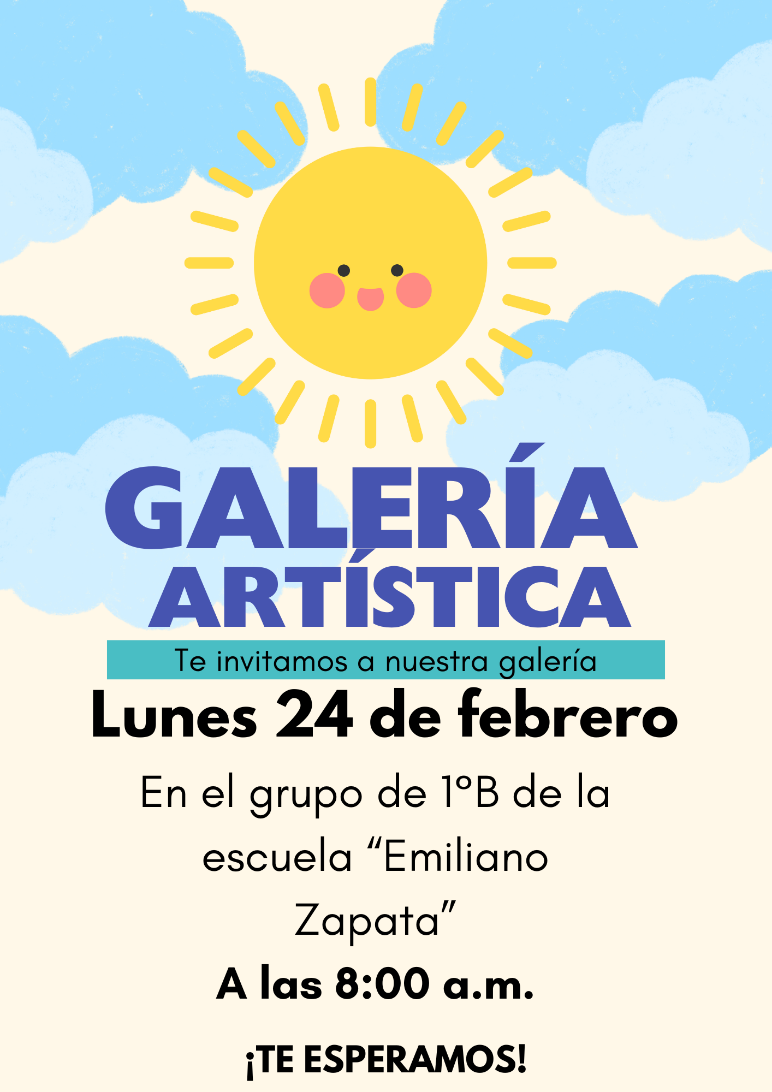 GALERÍA
ARTÍSTICA
Te invitamos a nuestra galería
Lunes 24 de febrero
En el grupo de 1°B de la
escuela “Emiliano
Zapata”
A las 8:00 a.m.
¡TE ESPERAMOS!